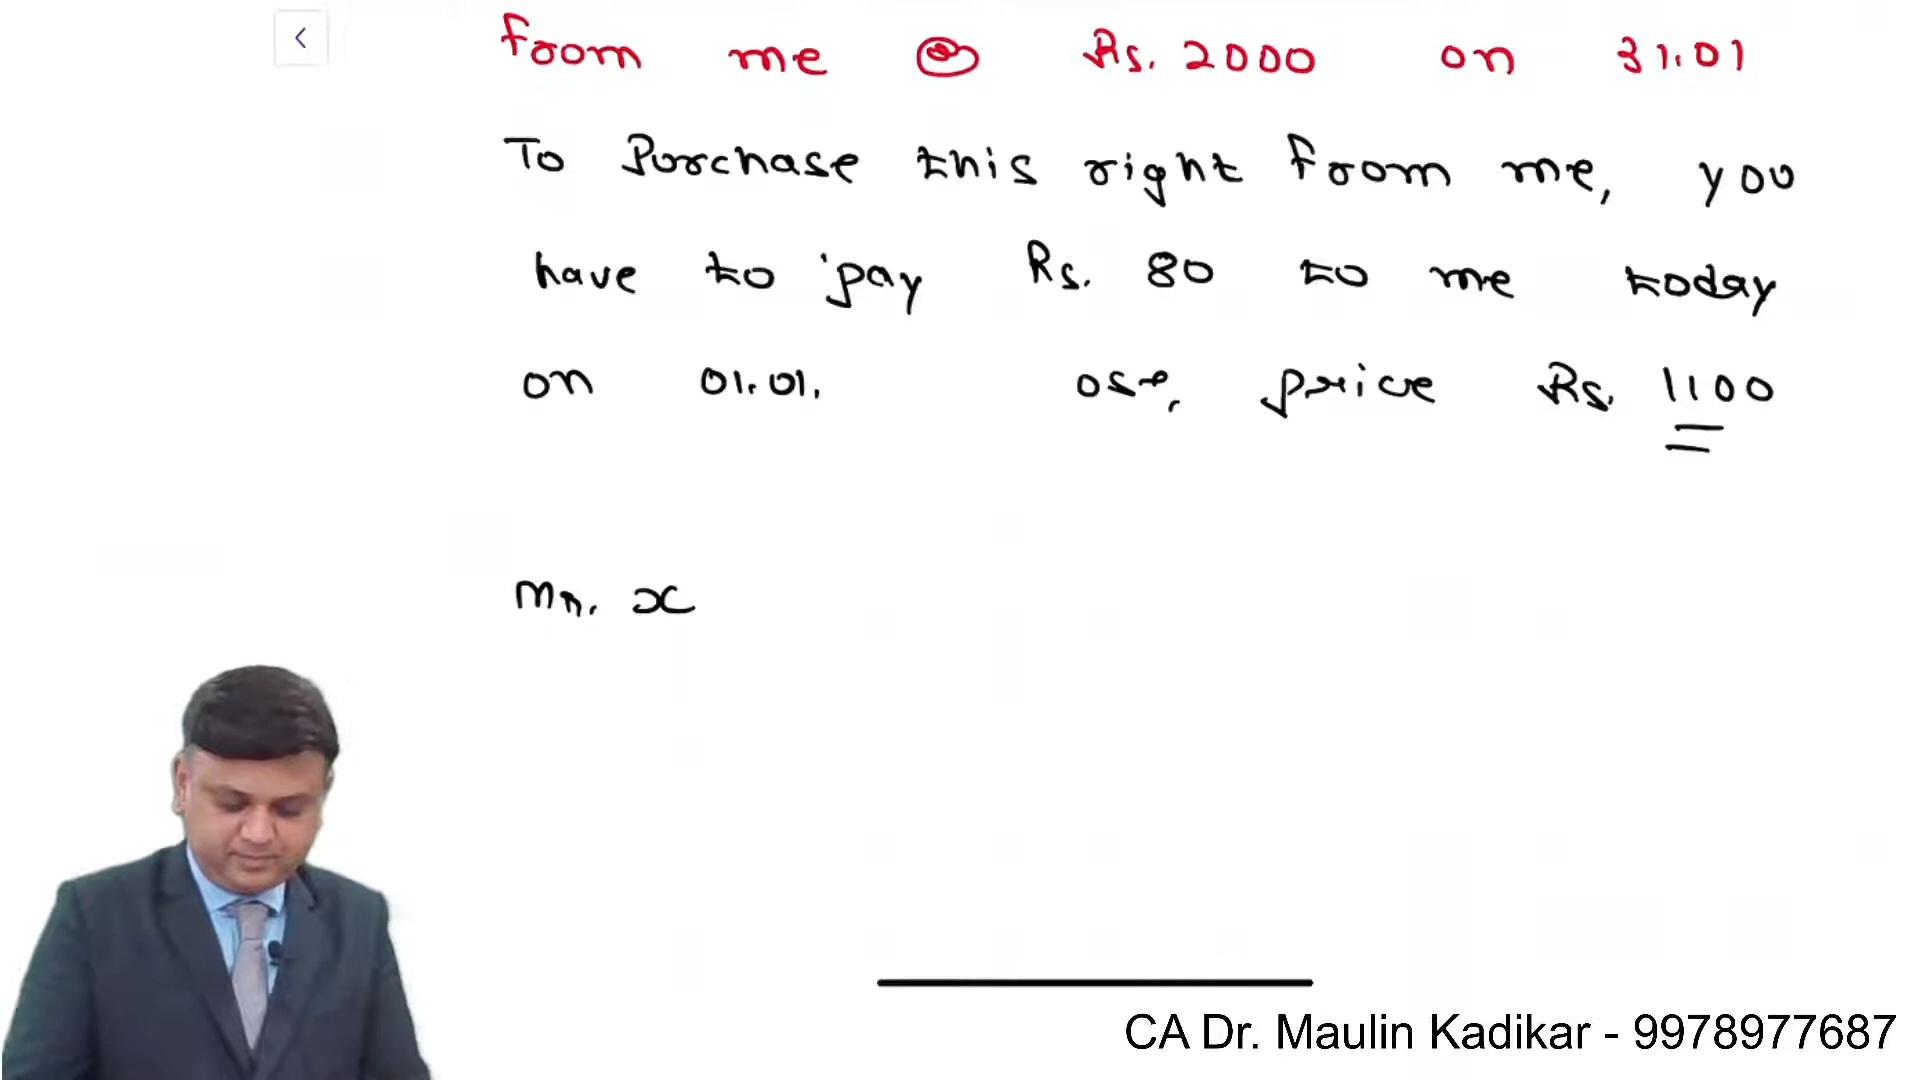 from me @ Rs. 2000 on 31.01
To Purchase this right from me, you
have to pay Rs. 80 to me today
on 01.01. price Rs. 1100
Mr. X
CA Dr. Maulin Kadikar - 9978977687